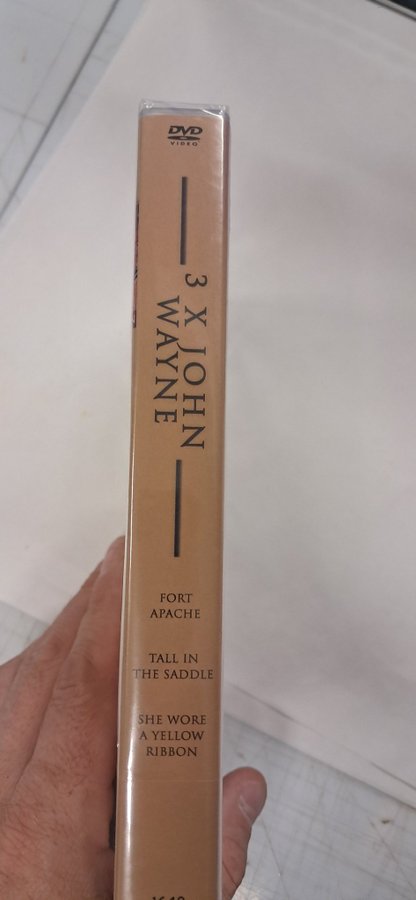 DVD
VIDEO
3 X JOHN
WAYNE
FORT
APACHE
TALL IN
THE SADDLE
SHE WORE
A YELLOW
RIBBON